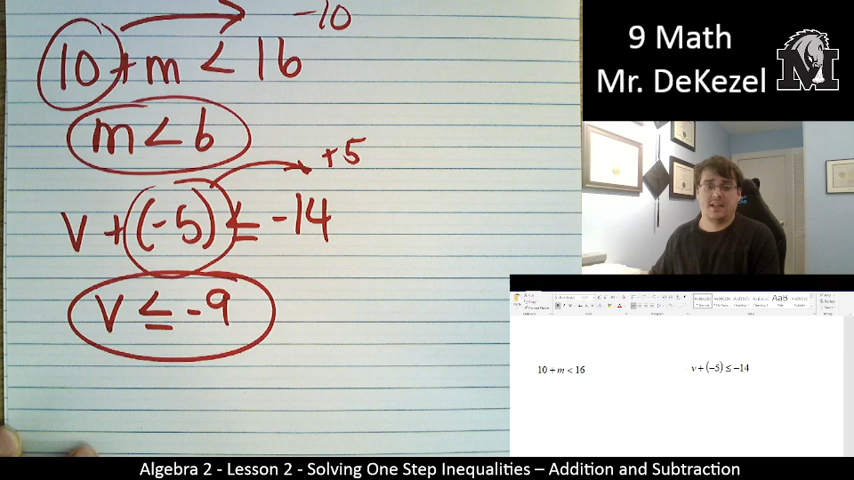 -10
10 + m < 16
m < 6
+5
v + (-5) ≤ -14
v ≤ -9
9 Math
Mr. DeKezel
M
10 + m < 16
v + (-5) ≤ -14
Algebra 2 - Lesson 2 - Solving One Step Inequalities – Addition and Subtraction